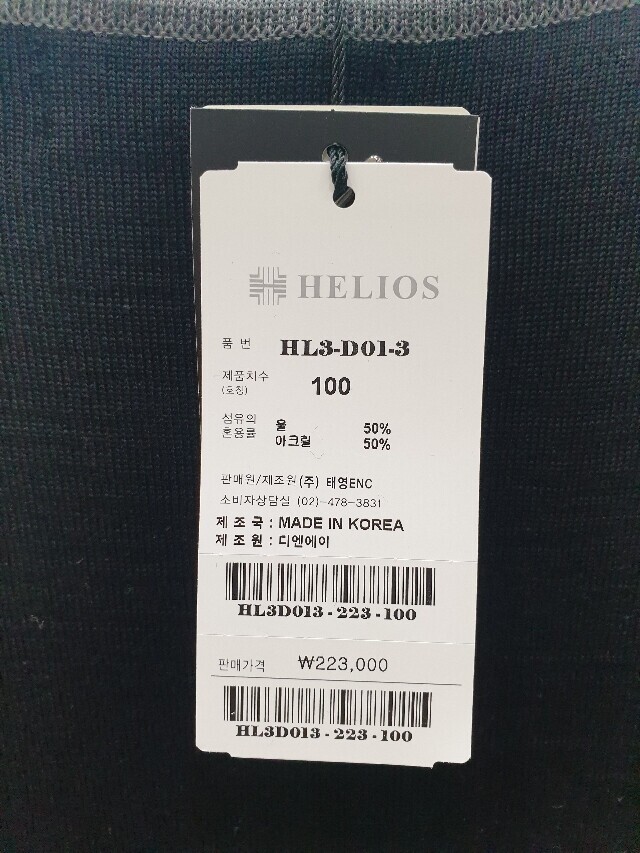 HELIOS
품 번 HL3-D01-3
제품치수 100
(호칭)
섬유의 울 50%
혼용률 아크릴 50%
판매원/제조원(주) 태영ENC
소비자상담실 (02)-478-3831
제 조 국 : MADE IN KOREA
제 조 원 : 디엔에이
HL3D013-223-100
판매가격 ₩223,000
HL3D013-223-100